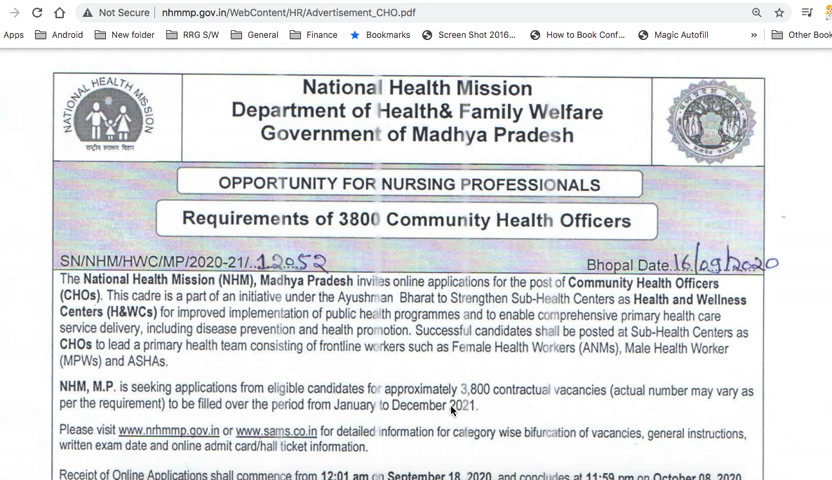 Not Secure | nhmmp.gov.in/WebContent/HR/Advertisement_CHO.pdf
Apps Android New folder RRG S/W General Finance Bookmarks Screen Shot 2016... How to Book Conf... Magic Autofill » Other Book
NATIONAL HEALTH MISSION
राष्ट्रीय स्वास्थ्य मिशन
National Health Mission
Department of Health& Family Welfare
Government of Madhya Pradesh
OPPORTUNITY FOR NURSING PROFESSIONALS
Requirements of 3800 Community Health Officers
SN/NHM/HWC/MP/2020-21/..12052 Bhopal Date.16/09/2020
The National Health Mission (NHM), Madhya Pradesh invites online applications for the post of Community Health Officers
(CHOs). This cadre is a part of an initiative under the Ayushman Bharat to Strengthen Sub-Health Centers as Health and Wellness
Centers (H&WCs) for improved implementation of public health programmes and to enable comprehensive primary health care
service delivery, including disease prevention and health promotion. Successful candidates shall be posted at Sub-Health Centers as
CHOs to lead a primary health team consisting of frontline workers such as Female Health Workers (ANMs), Male Health Worker
(MPWs) and ASHAs.
NHM, M.P. is seeking applications from eligible candidates for approximately 3,800 contractual vacancies (actual number may vary as
per the requirement) to be filled over the period from January to December 2021.
Please visit www.nrhmmp.gov.in or www.sams.co.in for detailed information for category wise bifurcation of vacancies, general instructions,
written exam date and online admit card/hall ticket information.
Receipt of Online Applications shall commence from 12:01 am on September 18, 2020, and concludes at 11:59 pm on October 08, 2020